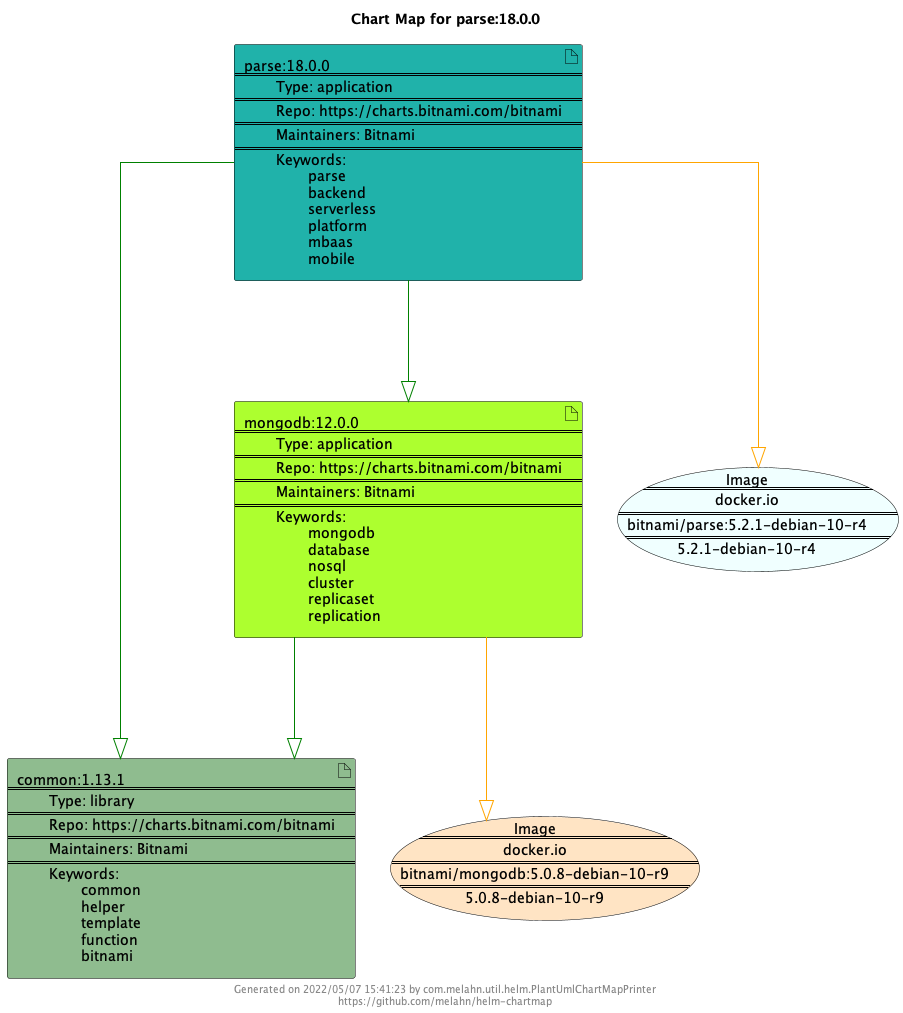 Chart Map for parse:18.0.0
parse:18.0.0
Type: application
Repo: https://charts.bitnami.com/bitnami
Maintainers: Bitnami
Keywords:
parse
backend
serverless
platform
mbaas
mobile
mongodb:12.0.0
Type: application
Repo: https://charts.bitnami.com/bitnami
Maintainers: Bitnami
Keywords:
mongodb
database
nosql
cluster
replicaset
replication
Image
docker.io
bitnami/parse:5.2.1-debian-10-r4
5.2.1-debian-10-r4
common:1.13.1
Type: library
Repo: https://charts.bitnami.com/bitnami
Maintainers: Bitnami
Keywords:
common
helper
template
function
bitnami
Image
docker.io
bitnami/mongodb:5.0.8-debian-10-r9
5.0.8-debian-10-r9
Generated on 2022/05/07 15:41:23 by com.melahn.util.helm.PlantUmlChartMapPrinter
https://github.com/melahn/helm-chartmap